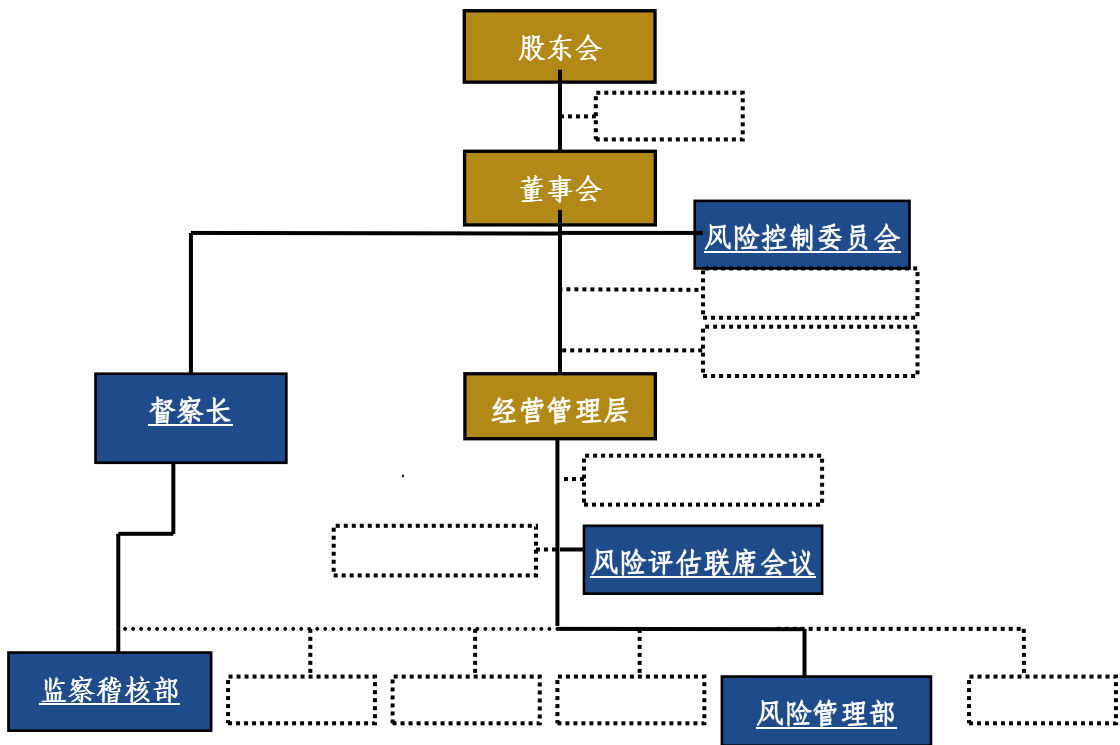 股东会
董事会
风险控制委员会
督察长
经营管理层
风险评估联席会议
监察稽核部
风险管理部